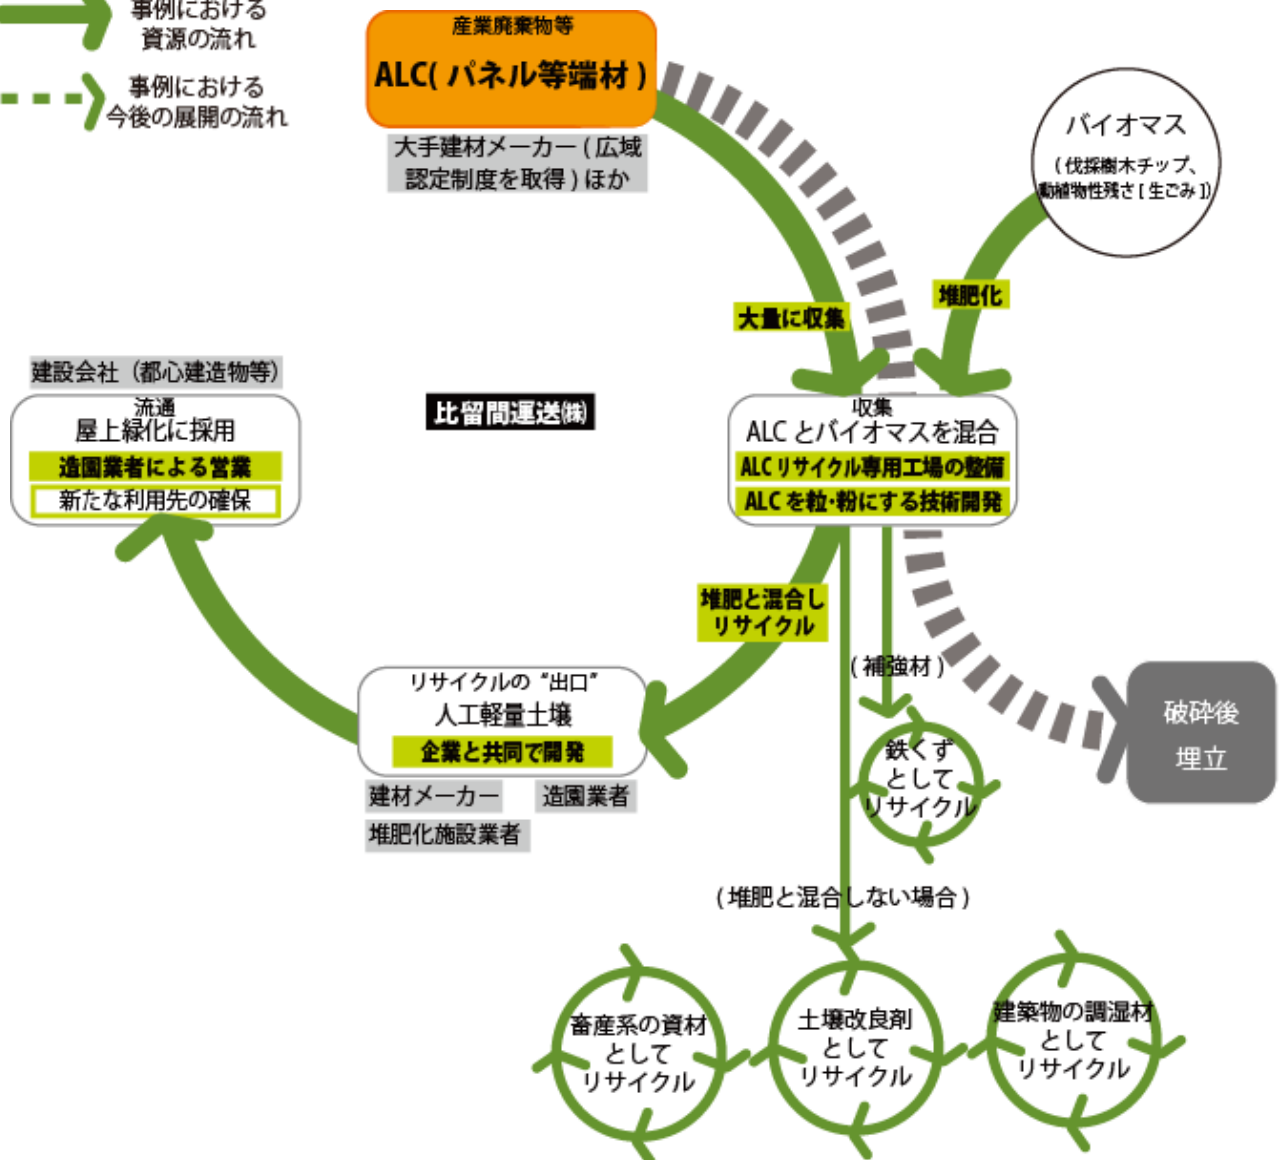 事例における
資源の流れ
事例における
今後の展開の流れ
産業廃棄物等
ALC( パネル等端材 )
大手建材メーカー ( 広域
認定制度を取得 ) ほか
バイオマス
( 伐採樹木チップ、
動植物性残さ [ 生ごみ ])
大量に収集
堆肥化
建設会社（都心建造物等）
流通
屋上緑化に採用
造園業者による営業
新たな利用先の確保
比留間運送㈱
収集
ALC とバイオマスを混合
ALC リサイクル専用工場の整備
ALC を粒・粉にする技術開発
堆肥と混合し
リサイクル
( 補強材 )
リサイクルの “出口”
人工軽量土壌
企業と共同で開発
建材メーカー
造園業者
堆肥化施設業者
破砕後
埋立
鉄くず
として
リサイクル
( 堆肥と混合しない場合 )
畜産系の資材
として
リサイクル
土壌改良剤
として
リサイクル
建築物の調湿材
として
リサイクル